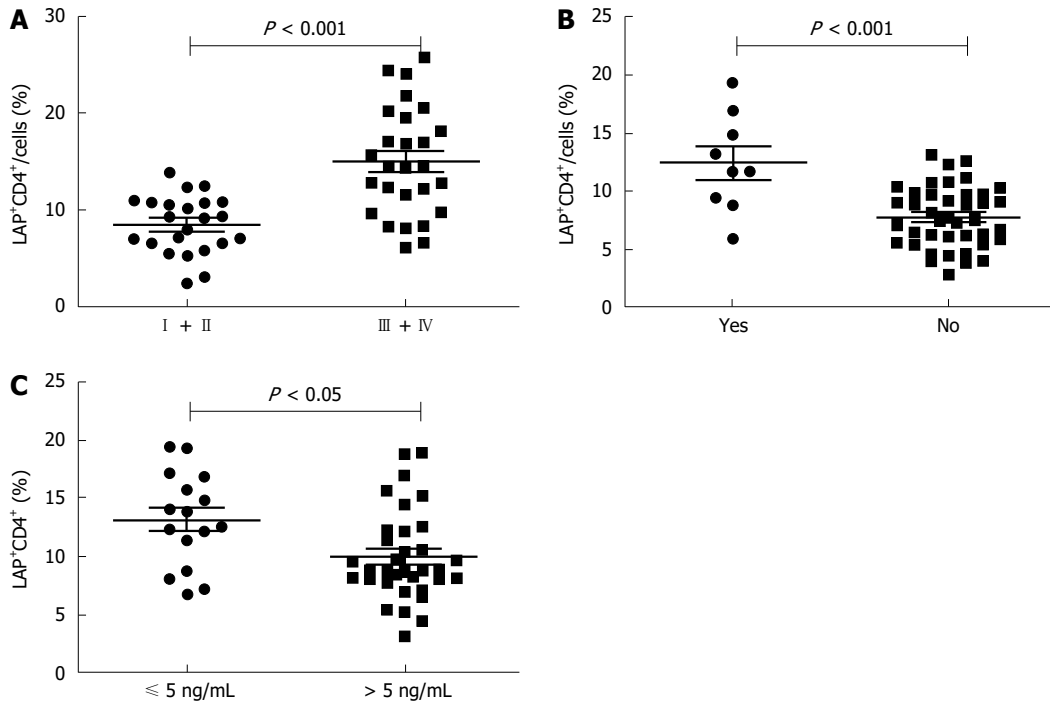 A
P < 0.001
LAP⁺CD4⁺/cells (%)
30
20
10
0
Ⅰ + Ⅱ
Ⅲ + Ⅳ
B
P < 0.001
LAP⁺CD4⁺/cells (%)
25
20
15
10
5
0
Yes
No
C
P < 0.05
LAP⁺CD4⁺ (%)
25
20
15
10
5
0
≤ 5 ng/mL
> 5 ng/mL